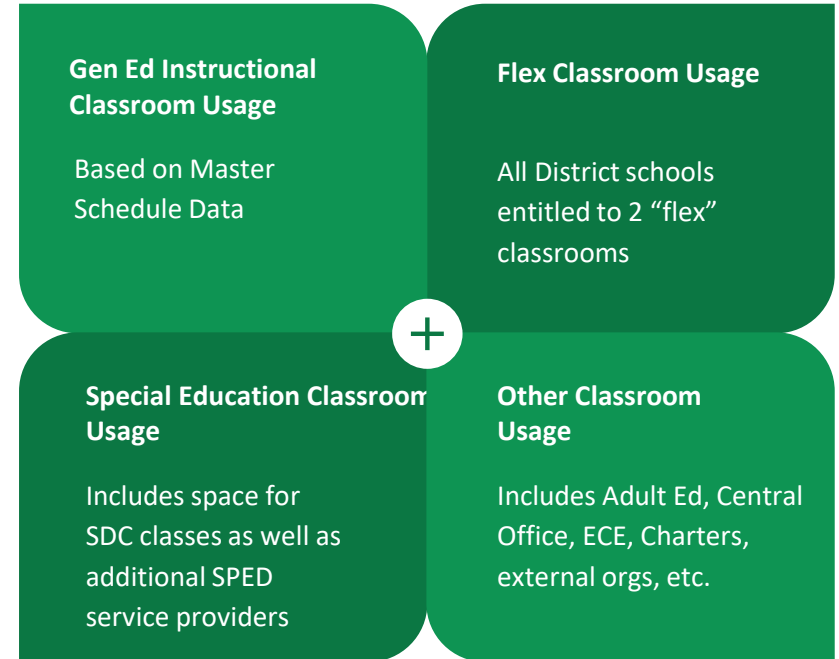 Gen Ed Instructional
Classroom Usage
Based on Master
Schedule Data
Flex Classroom Usage
All District schools
entitled to 2 “flex”
classrooms
+
Special Education Classroom
Usage
Includes space for
SDC classes as well as
additional SPED
service providers
Other Classroom
Usage
Includes Adult Ed, Central
Office, ECE, Charters,
external orgs, etc.